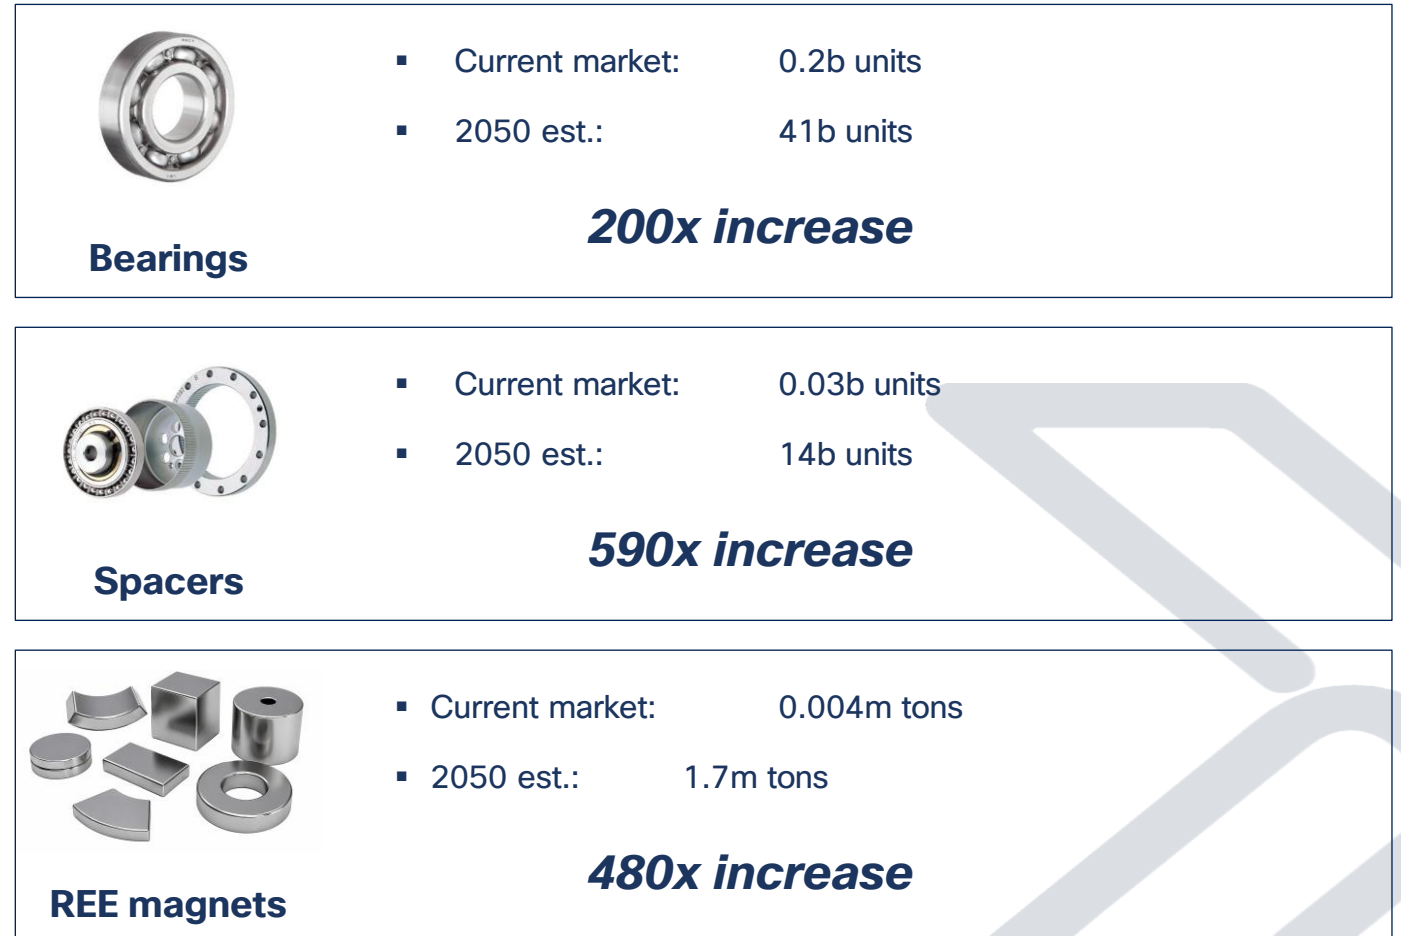 ▪ Current market: 0.2b units
▪ 2050 est.: 41b units
200x increase
Bearings
▪ Current market: 0.03b units
▪ 2050 est.: 14b units
590x increase
Spacers
▪ Current market: 0.004m tons
▪ 2050 est.: 1.7m tons
480x increase
REE magnets